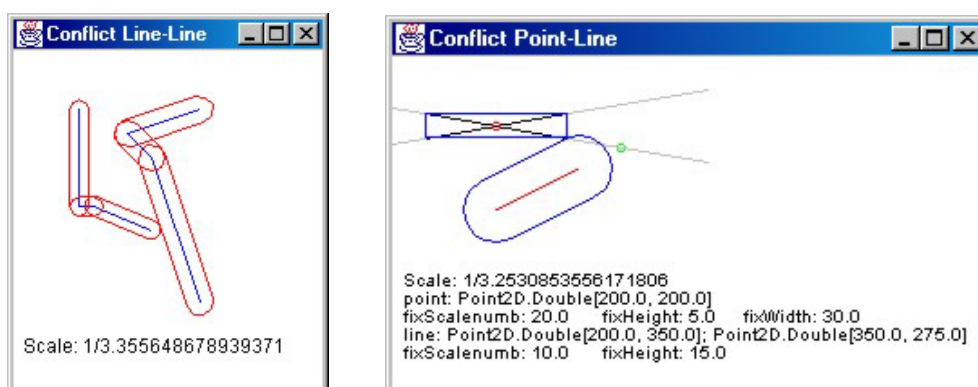 Conflict Line-Line
Scale: 1/3.355648678939371
Conflict Point-Line
Scale: 1/3.2530853556171806
point: Point2D.Double[200.0, 200.0]
fixScalenumb: 20.0 fixHeight: 5.0 fixWidth: 30.0
line: Point2D.Double[200.0, 350.0]; Point2D.Double[350.0, 275.0]
fixScalenumb: 10.0 fixHeight: 15.0